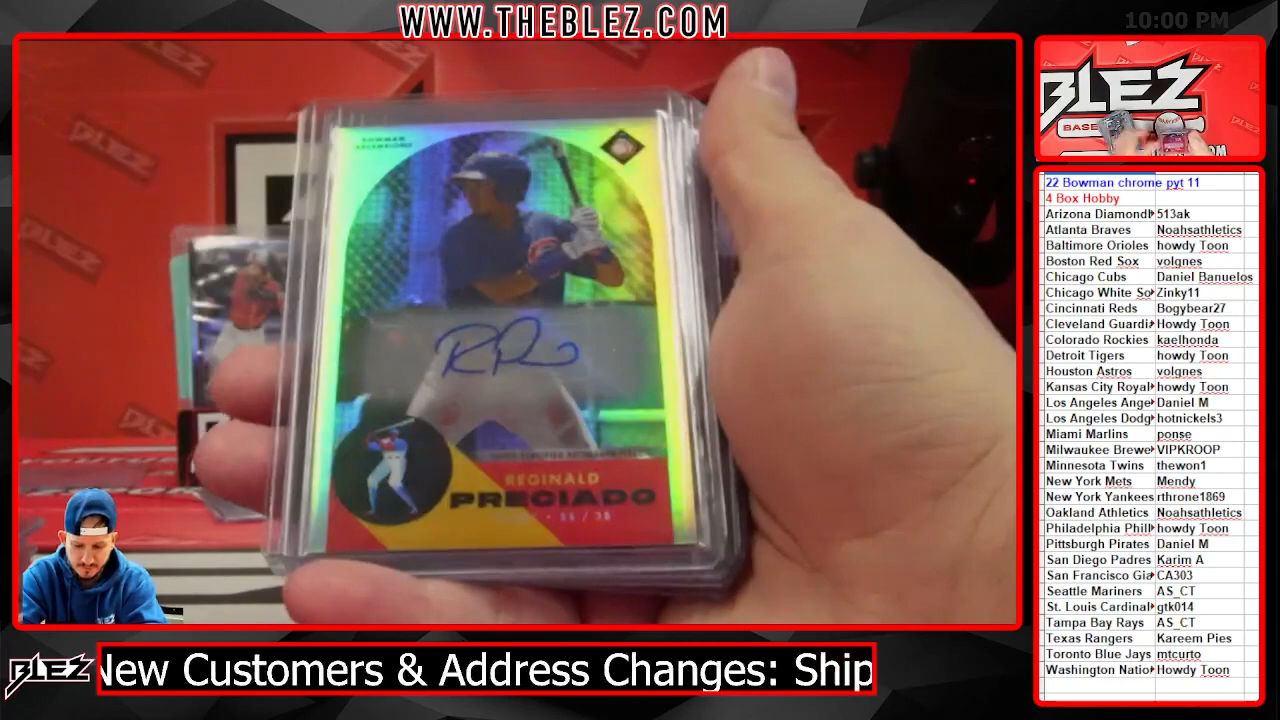 WWW.THEBLEZ.COM
10:00 PM
BLEZ
BASEB
22 Bowman chrome pyt 11
4 Box Hobby
Arizona Diamondb 513ak
Atlanta Braves Noahsathletics
Baltimore Orioles howdy Toon
Boston Red Sox volgnes
Chicago Cubs Daniel Banuelos
Chicago White So Zinky11
Cincinnati Reds Bogybear27
Cleveland Guardi Howdy Toon
Colorado Rockies kaelhonda
Detroit Tigers howdy Toon
Houston Astros volgnes
Kansas City Royal howdy Toon
Los Angeles Ange Daniel M
Los Angeles Dodg hotnickels3
Miami Marlins ponse
Milwaukee Brewe VIPKROOP
Minnesota Twins thewon1
New York Mets Mendy
New York Yankees rthrone1869
Oakland Athletics Noahsathletics
Philadelphia Phill howdy Toon
Pittsburgh Pirates Daniel M
San Diego Padres Karim A
San Francisco Gia CA303
Seattle Mariners AS_CT
St. Louis Cardinal gtk014
Tampa Bay Rays AS_CT
Texas Rangers Kareem Pies
Toronto Blue Jays mtcurto
Washington Natio Howdy Toon
BOWMAN
REGINALD
PRECIADO
SS / 3B
BLEZ
New Customers & Address Changes: Ship